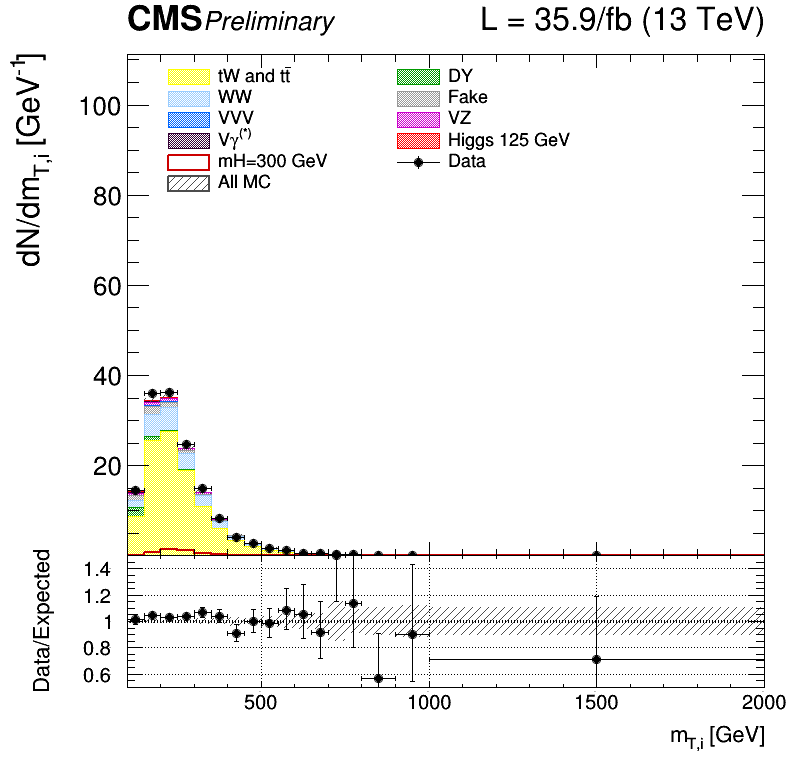 CMS Preliminary L = 35.9/fb (13 TeV)
dN/dm_{T,i} [GeV^{-1}]
100
80
60
40
20
tW and tt̄
WW
VVV
Vγ^{(*)}
mH=300 GeV
All MC
DY
Fake
VZ
Higgs 125 GeV
Data
Data/Expected
1.4
1.2
1
0.8
0.6
500 1000 1500 2000
m_{T,i} [GeV]